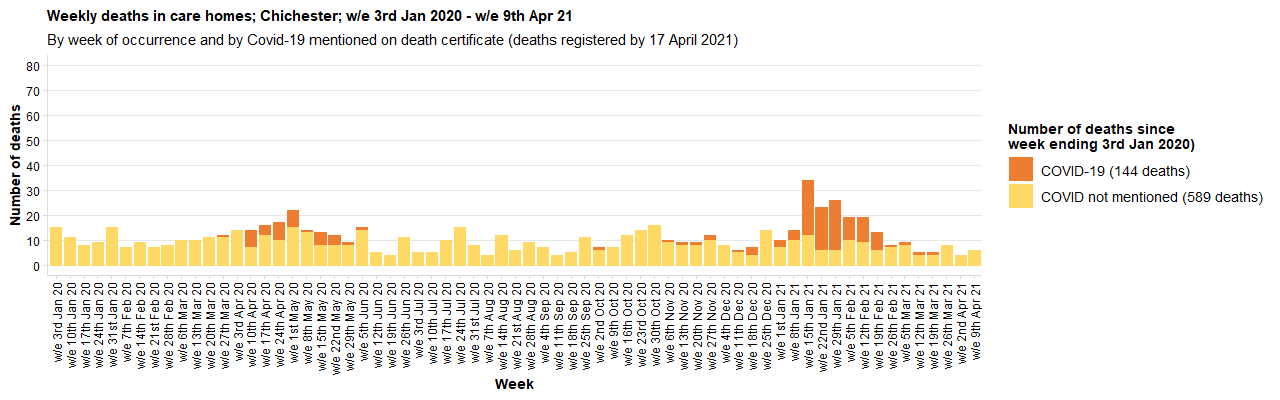 Weekly deaths in care homes; Chichester; w/e 3rd Jan 2020 - w/e 9th Apr 21
By week of occurrence and by Covid-19 mentioned on death certificate (deaths registered by 17 April 2021)
Number of deaths
80
70
60
50
40
30
20
10
0
w/e 3rd Jan 20
w/e 10th Jan 20
w/e 17th Jan 20
w/e 24th Jan 20
w/e 31st Jan 20
w/e 7th Feb 20
w/e 14th Feb 20
w/e 21st Feb 20
w/e 28th Feb 20
w/e 6th Mar 20
w/e 13th Mar 20
w/e 20th Mar 20
w/e 27th Mar 20
w/e 3rd Apr 20
w/e 10th Apr 20
w/e 17th Apr 20
w/e 24th Apr 20
w/e 1st May 20
w/e 8th May 20
w/e 15th May 20
w/e 22nd May 20
w/e 29th May 20
w/e 5th Jun 20
w/e 12th Jun 20
w/e 19th Jun 20
w/e 26th Jun 20
w/e 3rd Jul 20
w/e 10th Jul 20
w/e 17th Jul 20
w/e 24th Jul 20
w/e 31st Jul 20
w/e 7th Aug 20
w/e 14th Aug 20
w/e 21st Aug 20
w/e 28th Aug 20
w/e 4th Sep 20
w/e 11th Sep 20
w/e 18th Sep 20
w/e 25th Sep 20
w/e 2nd Oct 20
w/e 9th Oct 20
w/e 16th Oct 20
w/e 23rd Oct 20
w/e 30th Oct 20
w/e 6th Nov 20
w/e 13th Nov 20
w/e 20th Nov 20
w/e 27th Nov 20
w/e 4th Dec 20
w/e 11th Dec 20
w/e 18th Dec 20
w/e 25th Dec 20
w/e 1st Jan 21
w/e 8th Jan 21
w/e 15th Jan 21
w/e 22nd Jan 21
w/e 29th Jan 21
w/e 5th Feb 21
w/e 12th Feb 21
w/e 19th Feb 21
w/e 26th Feb 21
w/e 5th Mar 21
w/e 12th Mar 21
w/e 19th Mar 21
w/e 26th Mar 21
w/e 2nd Apr 21
w/e 9th Apr 21
Week
Number of deaths since
week ending 3rd Jan 2020)
COVID-19 (144 deaths)
COVID not mentioned (589 deaths)